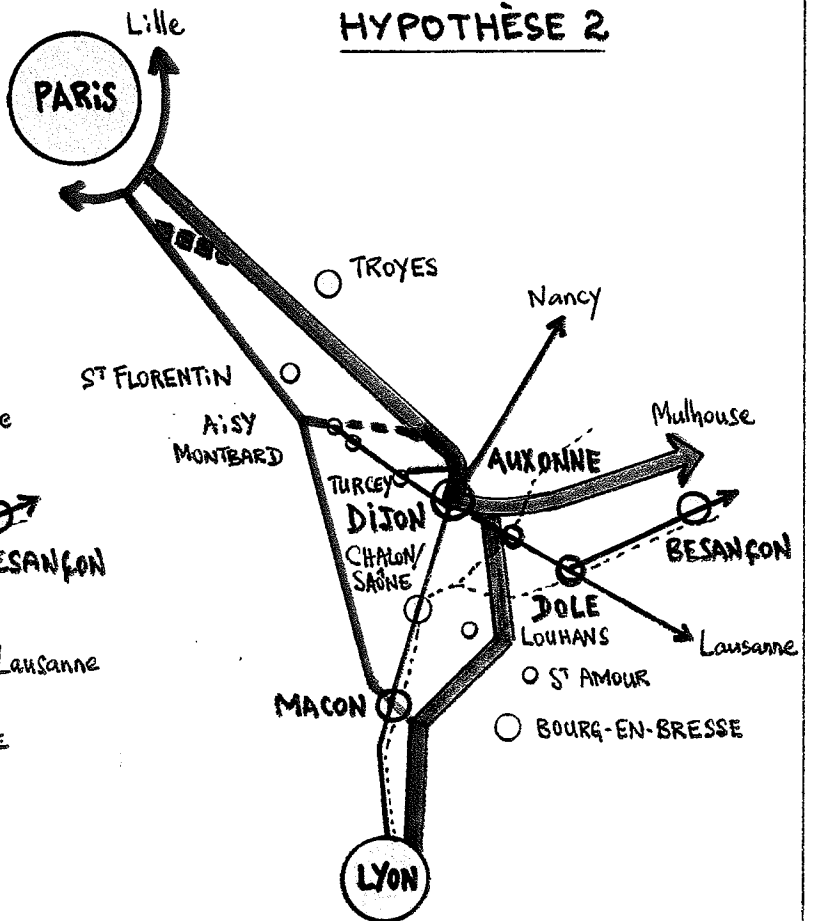 HYPOTHÈSE 2
Lille
PARIS
TROYES
Nancy
ST FLORENTIN
Mulhouse
AISY
MONTBARD
AUXONNE
TURCEY
DIJON
CHALON/
SAÔNE
BESANÇON
ESANÇON
DOLE
LOUHANS
Lausanne
Lausanne
ST AMOUR
MACON
BOURG-EN-BRESSE
LYON